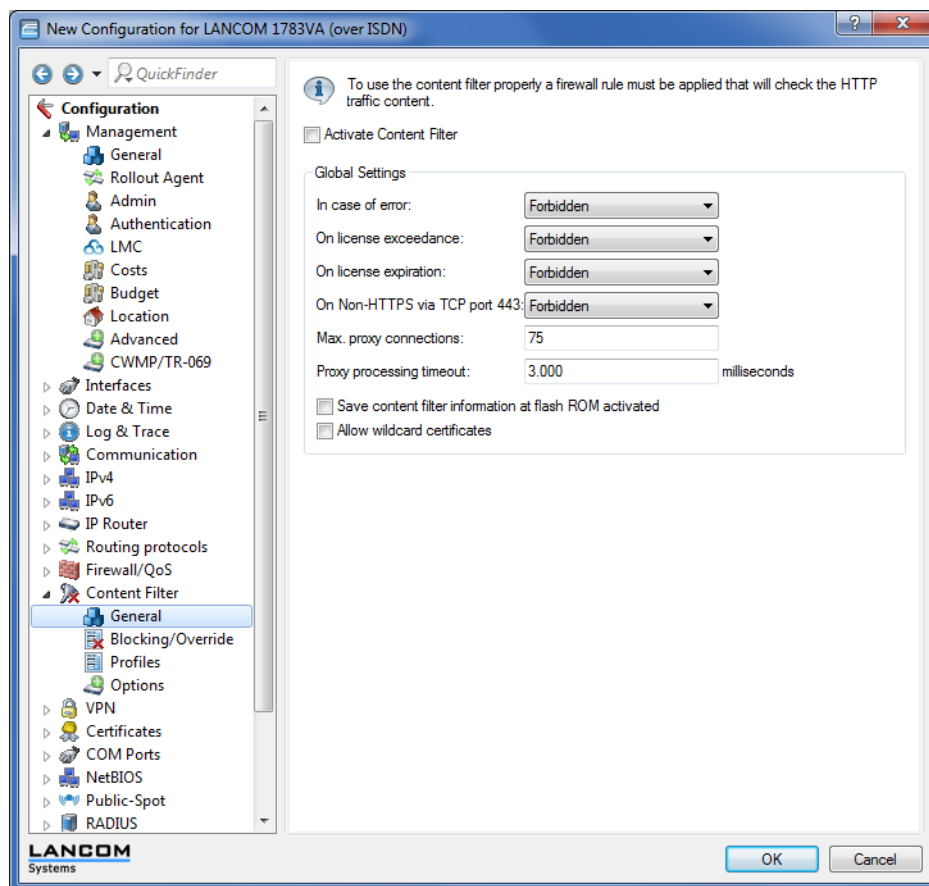 New Configuration for LANCOM 1783VA (over ISDN)
QuickFinder
Configuration
Management
General
Rollout Agent
Admin
Authentication
LMC
Costs
Budget
Location
Advanced
CWMP/TR-069
Interfaces
Date & Time
Log & Trace
Communication
IPv4
IPv6
IP Router
Routing protocols
Firewall/QoS
Content Filter
General
Blocking/Override
Profiles
Options
VPN
Certificates
COM Ports
NetBIOS
Public-Spot
RADIUS
To use the content filter properly a firewall rule must be applied that will check the HTTP
traffic content.
Activate Content Filter
Global Settings
In case of error: Forbidden
On license exceedance: Forbidden
On license expiration: Forbidden
On Non-HTTPS via TCP port 443: Forbidden
Max. proxy connections: 75
Proxy processing timeout: 3.000 milliseconds
Save content filter information at flash ROM activated
Allow wildcard certificates
LANCOM
Systems
OK Cancel